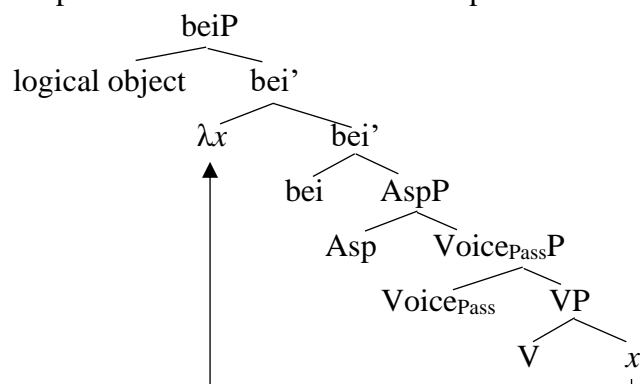 beiP
logical object bei’
λx bei’
bei AspP
Asp VoicePassP
VoicePass VP
V x